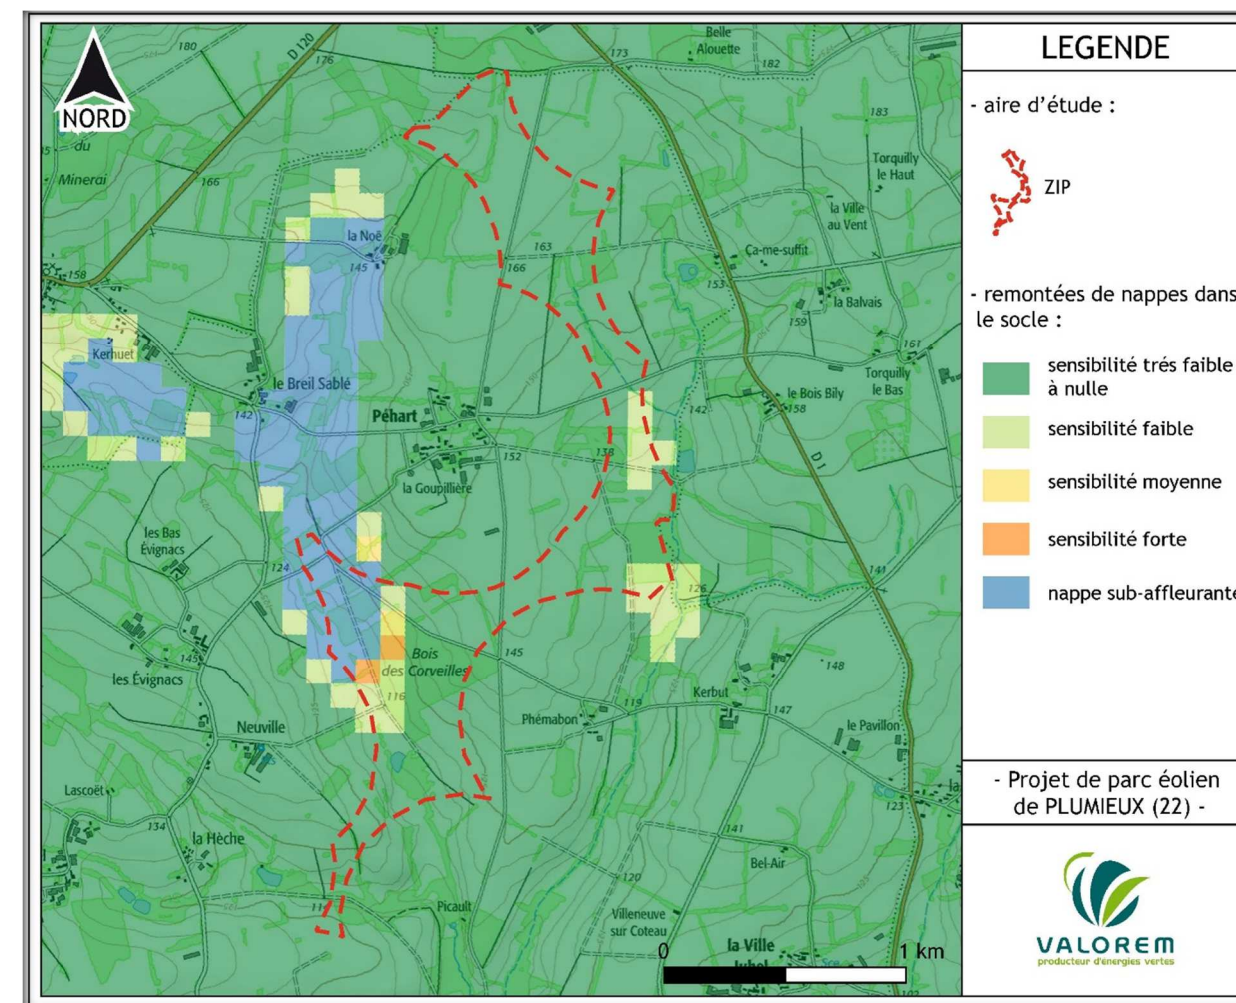 NORD
D 120
180
176
173
Belle
Alouette
182
183
du
Minerai
166
Torquilly
le Haut
la Ville
au Vent
la Noë
145
163
166
Ça-me-suffit
153
158
la Balvais
159
Kerhuet
161
le Breil Sablé
142
Péhart
Torquilly
le Bas
le Bois Bily
158
142
138
152
D 1
la Goupillière
les Bas
Évignacs
124
141
126
145
Bois
des Corveilles
145
148
les Évignacs
116
Kerbut
Neuville
Phémabon
119
147
le Pavillon
Lascoët
134
la Hèche
123
la
141
Bel-Air
120
Picault
Villeneuve
sur Coteau
la Ville
0
1 km
LEGENDE
- aire d'étude :
ZIP
- remontées de nappes dans
le socle :
sensibilité trés faible
à nulle
sensibilité faible
sensibilité moyenne
sensibilité forte
nappe sub-affleurante
- Projet de parc éolien
de PLUMIEUX (22) -
VALOREM
producteur d'énergies vertes